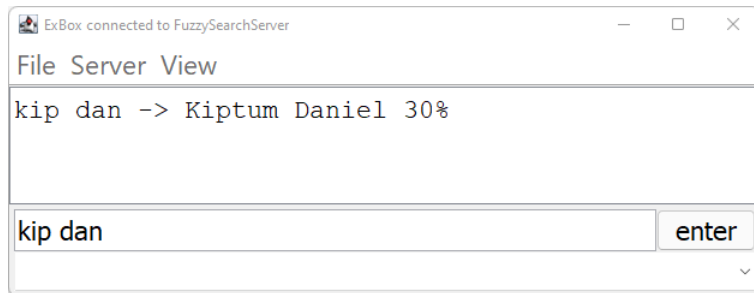 ExBox connected to FuzzySearchServer
File Server View
kip dan -> Kiptum Daniel 30%
kip dan
enter